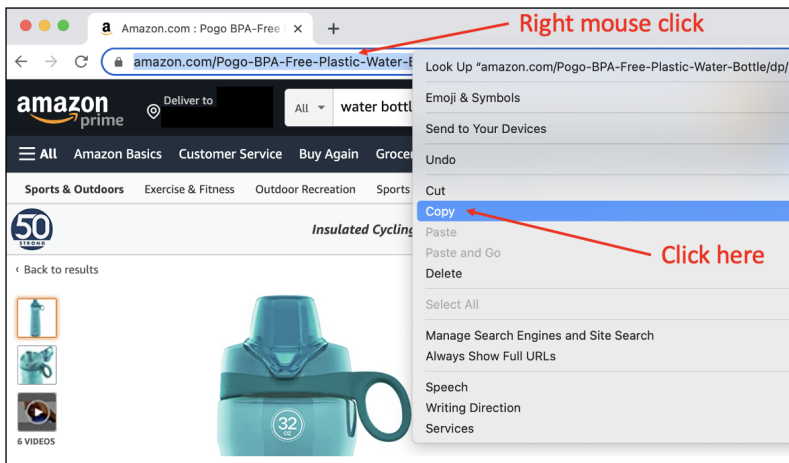 Right mouse click
Amazon.com : Pogo BPA-Free
amazon.com/Pogo-BPA-Free-Plastic-Water-B
Look Up “amazon.com/Pogo-BPA-Free-Plastic-Water-Bottle/dp/
amazon
prime
Deliver to
All
water bottl
Emoji & Symbols
Send to Your Devices
All Amazon Basics Customer Service Buy Again Grocer
Undo
Sports & Outdoors Exercise & Fitness Outdoor Recreation Sports
Cut
Copy
50
STRONG
Insulated Cycling
Paste
Paste and Go
Click here
‹ Back to results
Delete
Select All
Manage Search Engines and Site Search
Always Show Full URLs
Speech
Writing Direction
Services
32
OZ
6 VIDEOS